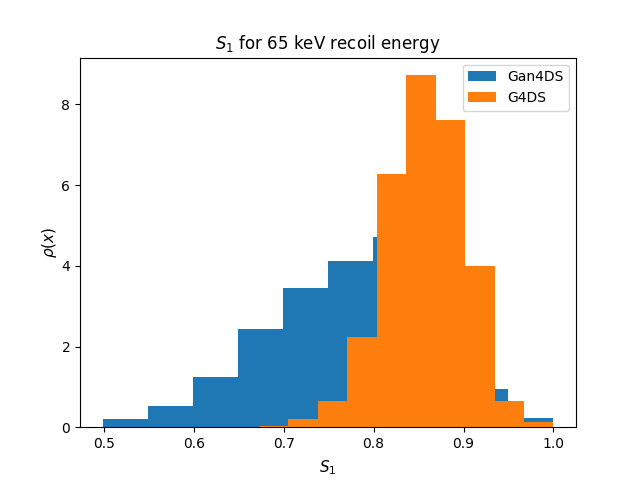 S₁ for 65 keV recoil energy
Gan4DS
G4DS
ρ(x)
8
6
4
2
0
0.5 0.6 0.7 0.8 0.9 1.0
S₁